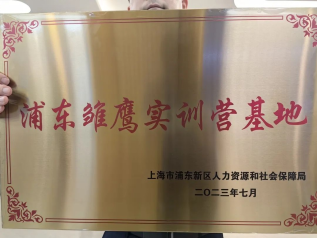 浦东雏鹰实训营基地
上海市浦东新区人力资源和社会保障局
二〇二三年七月